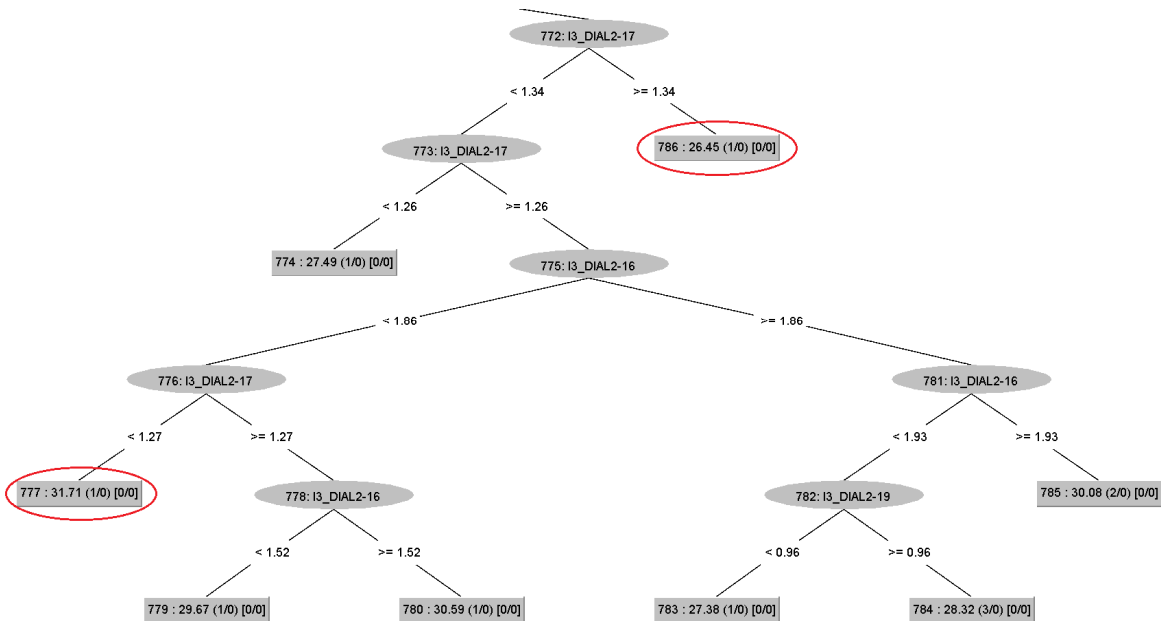 772: I3_DIAL2-17
< 1.34
>= 1.34
773: I3_DIAL2-17
786 : 26.45 (1/0) [0/0]
< 1.26
>= 1.26
774 : 27.49 (1/0) [0/0]
775: I3_DIAL2-16
< 1.86
>= 1.86
776: I3_DIAL2-17
781: I3_DIAL2-16
< 1.27
>= 1.27
< 1.93
>= 1.93
777 : 31.71 (1/0) [0/0]
778: I3_DIAL2-16
782: I3_DIAL2-19
785 : 30.08 (2/0) [0/0]
< 1.52
>= 1.52
< 0.96
>= 0.96
779 : 29.67 (1/0) [0/0]
780 : 30.59 (1/0) [0/0]
783 : 27.38 (1/0) [0/0]
784 : 28.32 (3/0) [0/0]